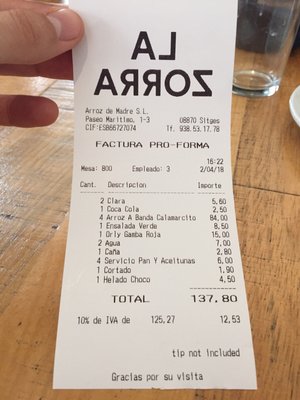 LA
ZORRA
Arroz de Madre S.L.
Paseo Maritimo, 1-3 08870 Sitges
CIF:ESB66727074 Tf. 938.53.17.78
FACTURA PRO-FORMA
16:22
Mesa: 800 Empleado: 3 2/04/18
Cant. Descripcion Importe
2 Clara 5,60
1 Coca Cola 2,50
4 Arroz A Banda Calamarcito 84,00
1 Ensalada Verde 8,50
1 Orly Gamba Roja 15,00
2 Agua 7,00
1 Caña 2,80
4 Servicio Pan Y Aceitunas 6,00
1 Cortado 1,90
1 Helado Choco 4,50
TOTAL 137,80
10% de IVA de 125,27 12,53
tip not included
Gracias por su visita